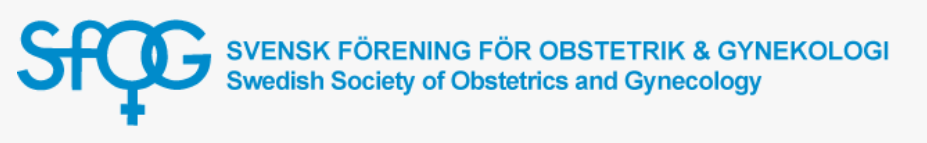 SFOG
SVENSK FÖRENING FÖR OBSTETRIK & GYNEKOLOGI
Swedish Society of Obstetrics and Gynecology